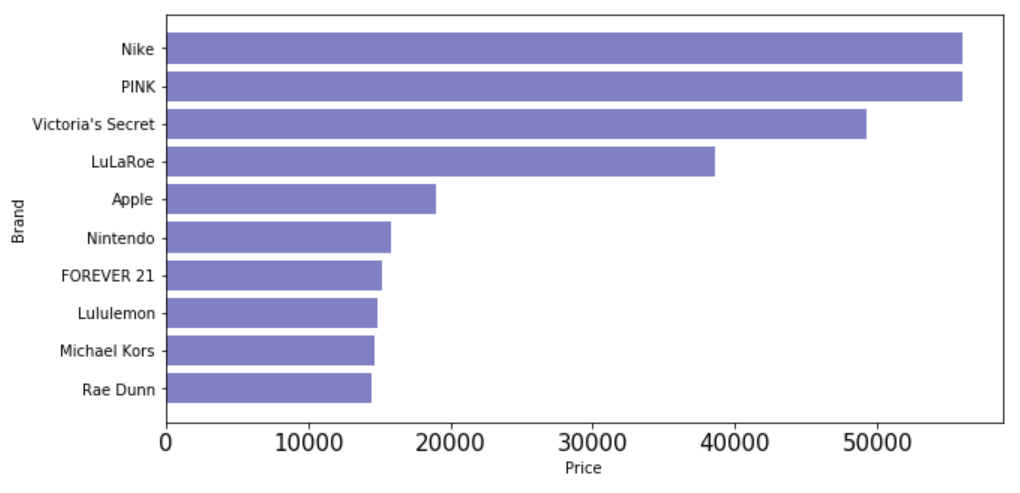 Nike
PINK
Victoria's Secret
LuLaRoe
Apple
Nintendo
FOREVER 21
Lululemon
Michael Kors
Rae Dunn
Brand
0 10000 20000 30000 40000 50000
Price